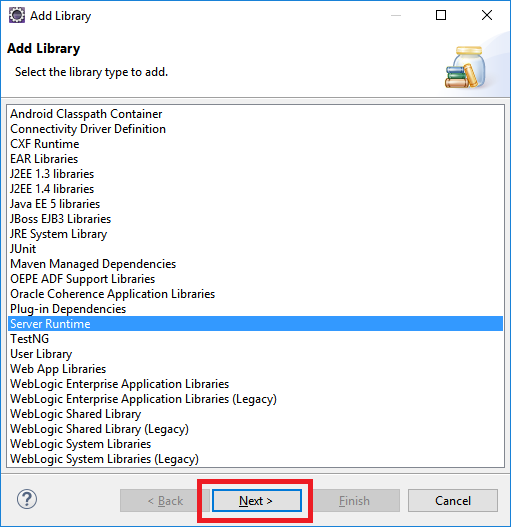 Add Library
Add Library
Select the library type to add.
Android Classpath Container
Connectivity Driver Definition
CXF Runtime
EAR Libraries
J2EE 1.3 libraries
J2EE 1.4 libraries
Java EE 5 libraries
JBoss EJB3 Libraries
JRE System Library
JUnit
Maven Managed Dependencies
OEPE ADF Support Libraries
Oracle Coherence Application Libraries
Plug-in Dependencies
Server Runtime
TestNG
User Library
Web App Libraries
WebLogic Enterprise Application Libraries
WebLogic Enterprise Application Libraries (Legacy)
WebLogic Shared Library
WebLogic Shared Library (Legacy)
WebLogic System Libraries
WebLogic System Libraries (Legacy)
? < Back Next > Finish Cancel